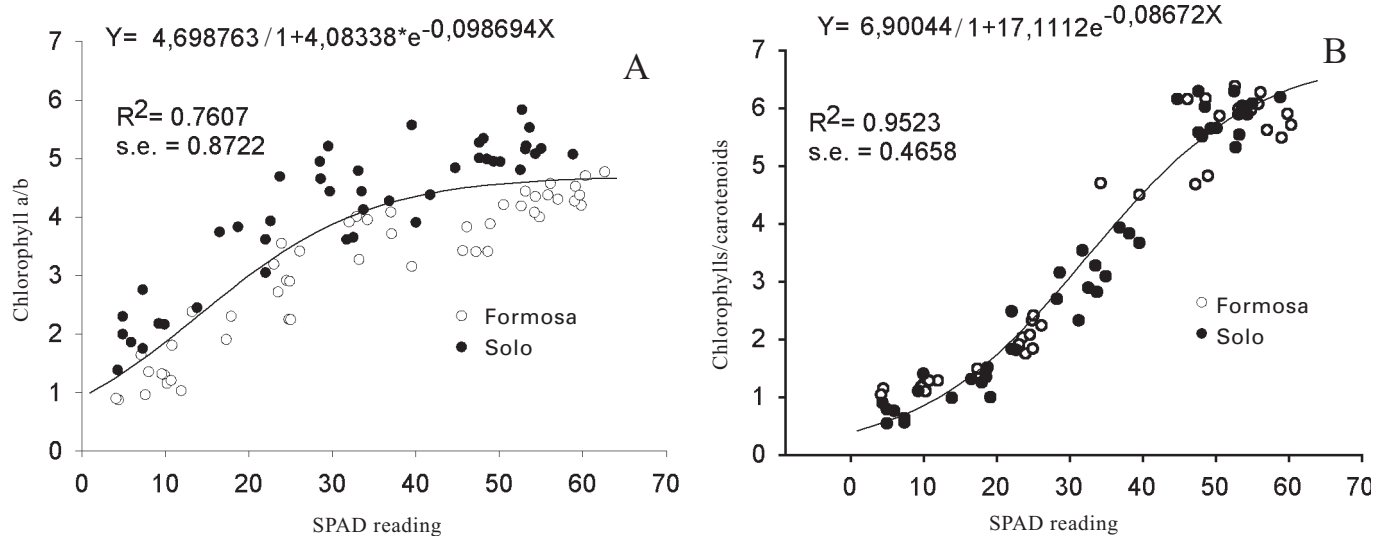 Y= 4,698763 / 1+4,08338*e-0,098694X
A
R2= 0.7607
s.e. = 0.8722
Chlorophyll a/b
7
6
5
4
3
2
1
0
Formosa
Solo
0 10 20 30 40 50 60 70
SPAD reading
Y= 6,90044/ 1+17,1112e-0,08672X
B
R2= 0.9523
s.e. = 0.4658
Chlorophylls/carotenoids
7
6
5
4
3
2
1
0
Formosa
Solo
0 10 20 30 40 50 60 70
SPAD reading